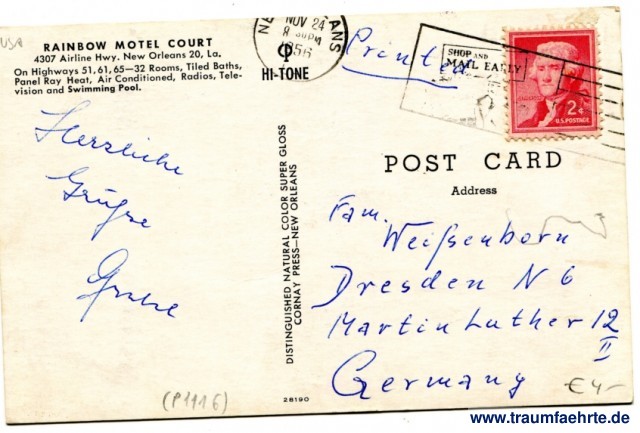 USA
RAINBOW MOTEL COURT
4307 Airline Hwy. New Orleans 20, La.
On Highways 51, 61, 65—32 Rooms, Tiled Baths,
Panel Ray Heat, Air Conditioned, Radios, Tele-
vision and Swimming Pool.
NOV 24
1956
HI-TONE
Printed
SHOP AND
MAIL EARLY
2¢
U.S. POSTAGE
Herzliche
Grüsse
DISTINGUISHED NATURAL COLOR SUPER GLOSS
CORNAY PRESS—NEW ORLEANS
POST CARD
Address
Fam.
Weißenborn
Dresden N 6
Martin Luther 12
II
Germany
(P1116)
28190
€ 4-
www.traumfaehrte.de